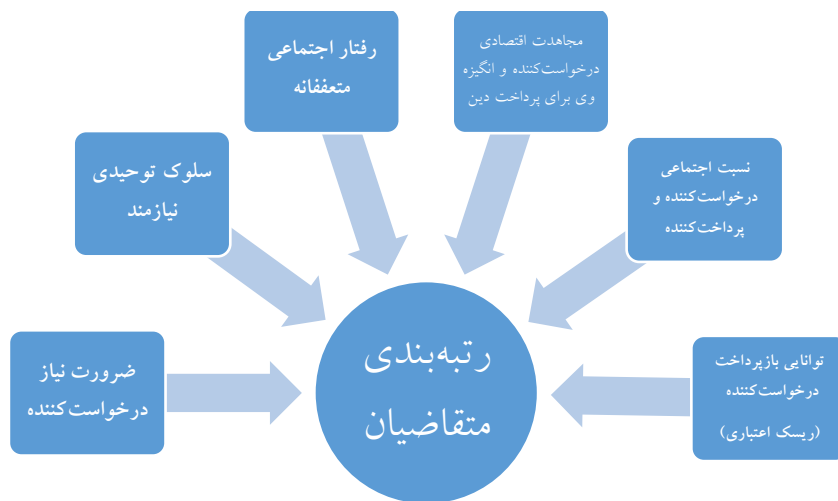 مجاهدت اقتصادی
درخواست‌کننده و انگیزه
وی برای پرداخت دین
رفتار اجتماعی
متعففانه
نسبت اجتماعی
درخواست‌کننده و
پرداخت‌کننده
سلوک توحیدی
نیازمند
توانایی بازپرداخت
درخواست‌کننده
(ریسک اعتباری)
ضرورت نیاز
درخواست‌کننده
رتبه‌بندی
متقاضیان